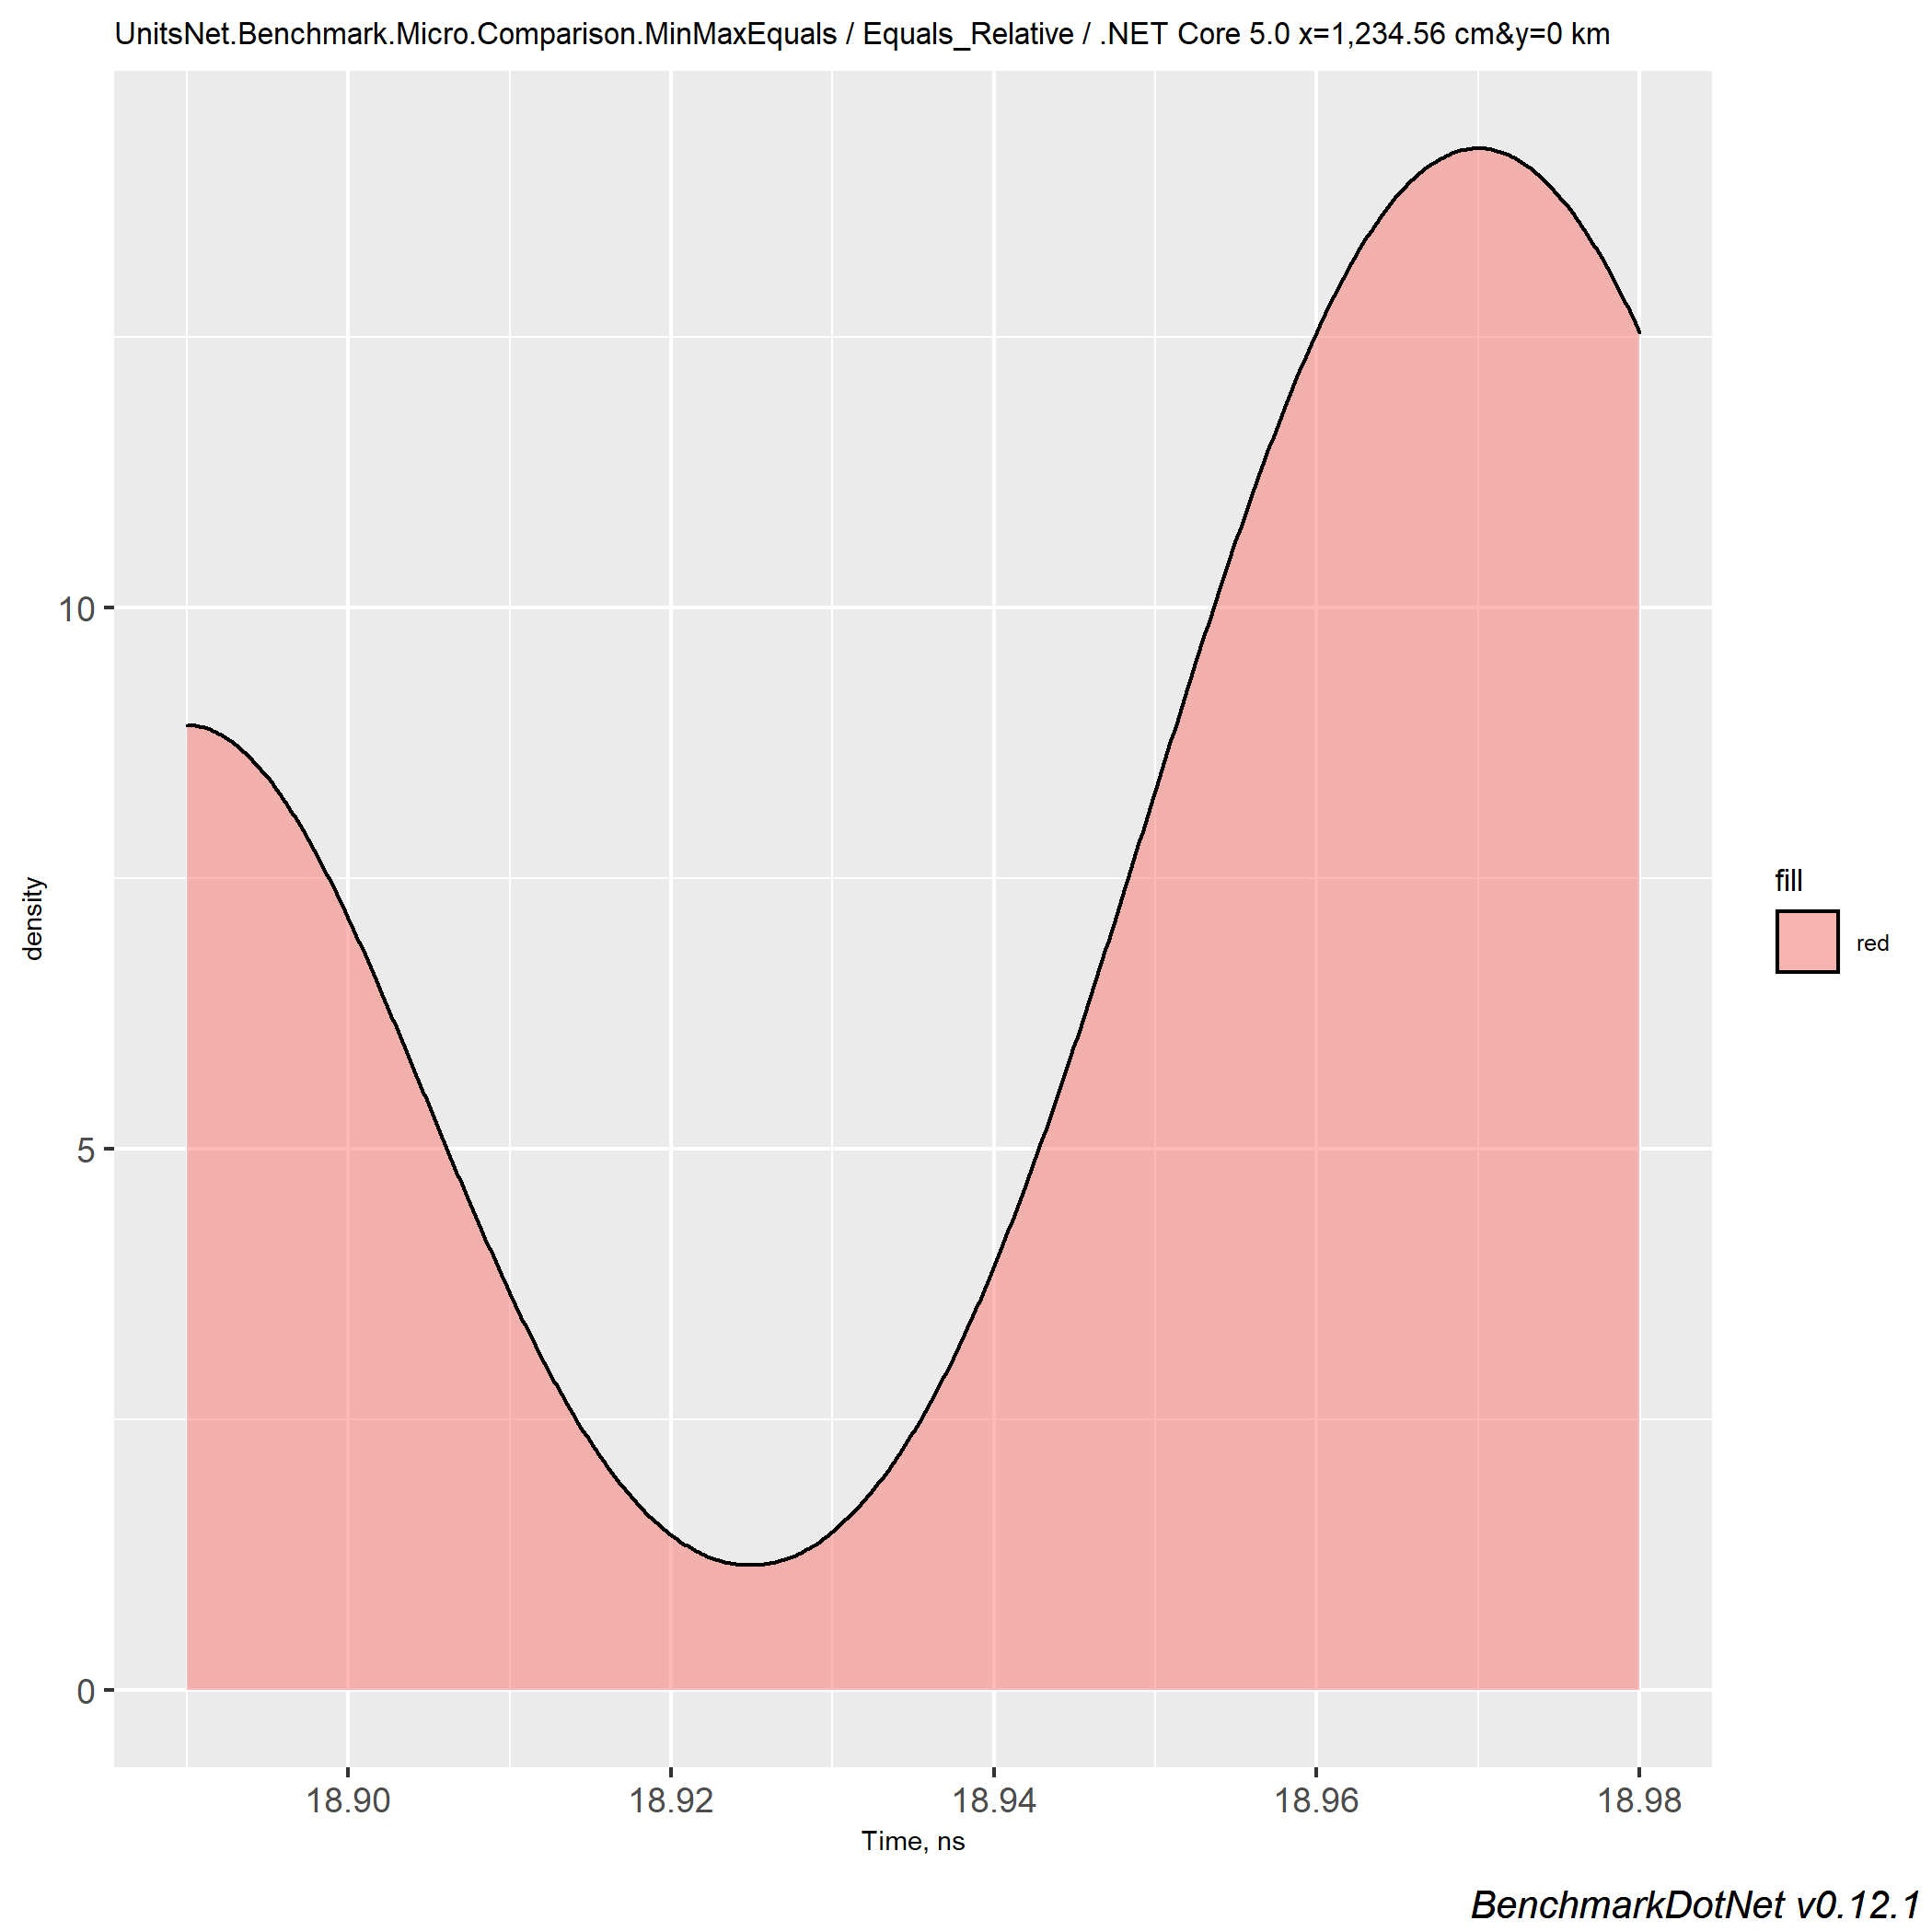 UnitsNet.Benchmark.Micro.Comparison.MinMaxEquals / Equals_Relative / .NET Core 5.0 x=1,234.56 cm&y=0 km
10
5
0
density
18.90 18.92 18.94 18.96 18.98
Time, ns
fill
red
BenchmarkDotNet v0.12.1